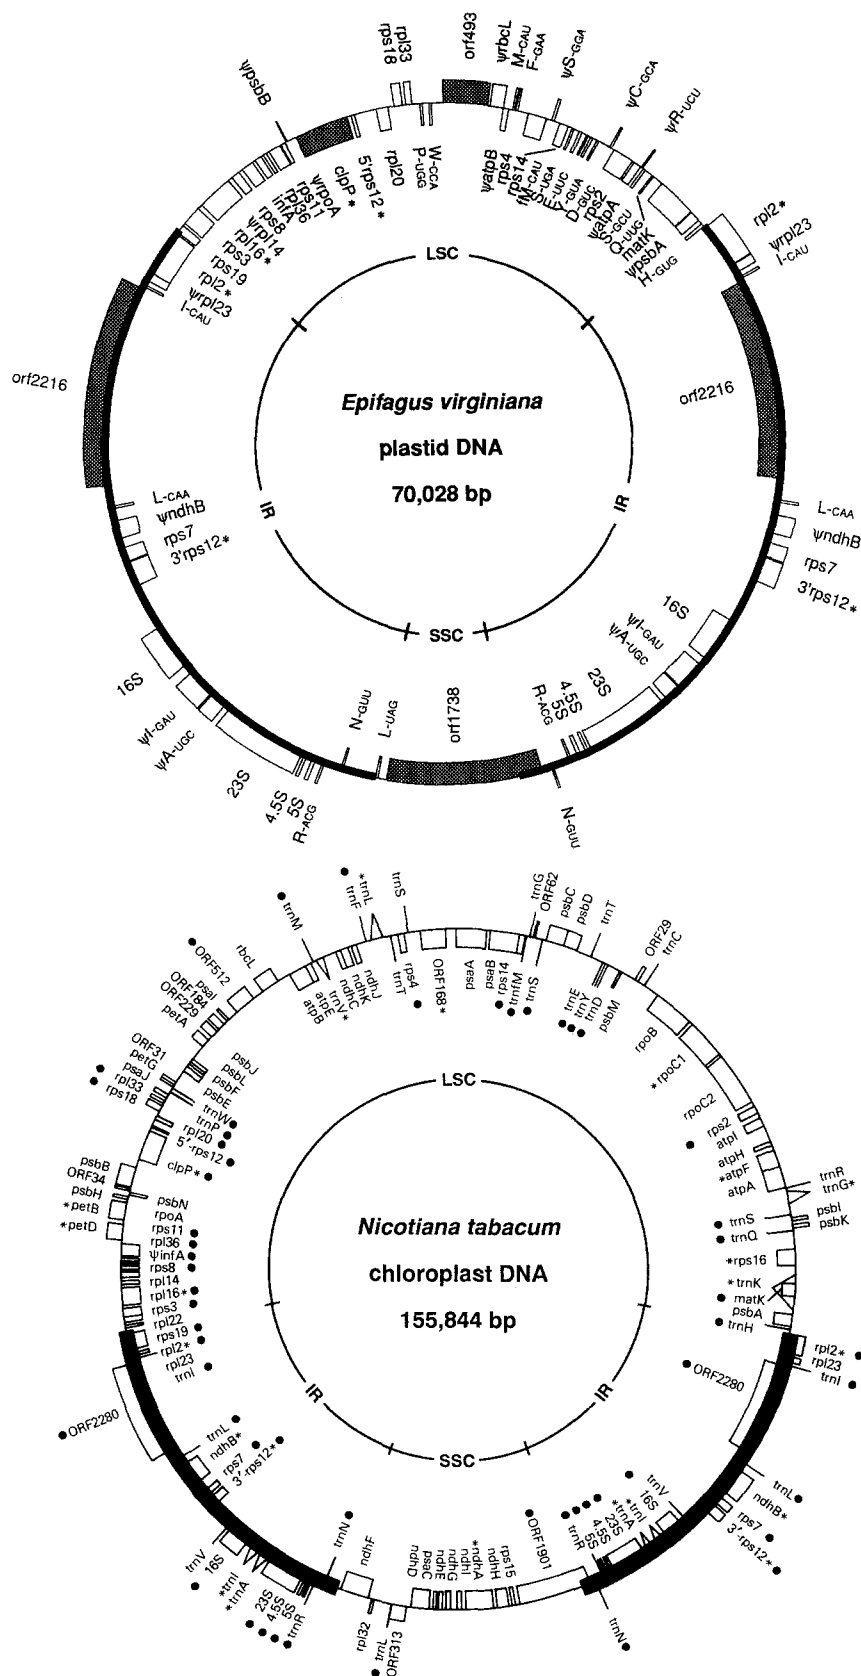 ψpsbB
rps18
rpl33
orf493
ψrbcL
M-CAU
F-GAA
ψS-GGA
ψC-GCA
ψR-UCU
rpl2*
ψrpl23
I-CAU
orf2216
L-CAA
ψndhB
rps7
3'rps12*
W-CCA
P-UGG
rpl20
5'rps12*
clpP*
ψrpoA
rps11
rpl36
infA
rps8
ψrpl14
rpl16*
rps3
rps19
rpl2*
ψrpl23
I-CAU
ψatpB
rps4
rps14
fM-CAU
S-UGA
E-UUC
Y-GUA
D-GUC
rps2
ψatpA
S-GCU
Q-UUG
matK
ψpsbA
H-GUG
LSC
Epifagus virginiana
plastid DNA
70,028 bp
IR
IR
SSC
orf2216
L-CAA
ψndhB
rps7
3'rps12*
16S
ψI-GAU
ψA-UGC
23S
4.5S
5S
R-ACG
N-GUU
L-UAG
orf1738
R-ACG
5S
4.5S
23S
ψA-UGC
ψI-GAU
16S
N-GUU
trnM
*trnL
trnF
trnS
trnG
ORF62
psbC
psbD
trnT
ORF29
trnC
ORF512
rbcL
psaI
ORF184
ORF229
petA
ORF31
petG
psaJ
rpl33
rps18
psbB
ORF34
psbH
*petB
*petD
atpB
atpE
trnV*
ndhC
ndhK
ndhJ
trnT
rps4
ORF168*
psaA
psaB
rps14
trnfM
trnS
trnE
trnY
trnD
psbM
rpoB
*rpoC1
rpoC2
rps2
atpI
atpH
*atpF
atpA
trnR
trnG*
trnS
trnQ
psbI
psbK
*rps16
*trnK
matK
psbA
trnH
psbJ
psbL
psbF
psbE
trnW
trnP
rpl20
5′-rps12
clpP*
psbN
rpoA
rps11
rpl36
ψinfA
rps8
rpl14
rpl16*
rps3
rpl22
rps19
rpl2*
rpl23
trnI
LSC
Nicotiana tabacum
chloroplast DNA
155,844 bp
IR
IR
SSC
rpl2*
rpl23
trnI
ORF2280
ORF2280
trnL
ndhB*
rps7
3′-rps12*
trnL
ndhB*
rps7
3′-rps12*
trnV
16S
*trnI
*trnA
23S
4.5S
5S
trnR
trnN
ndhF
rpl32
trnL
ORF313
ndhD
psaC
ndhE
ndhG
ndhI
*ndhA
ndhH
rps15
ORF1901
trnR
5S
4.5S
23S
*trnA
*trnI
16S
trnV
trnN